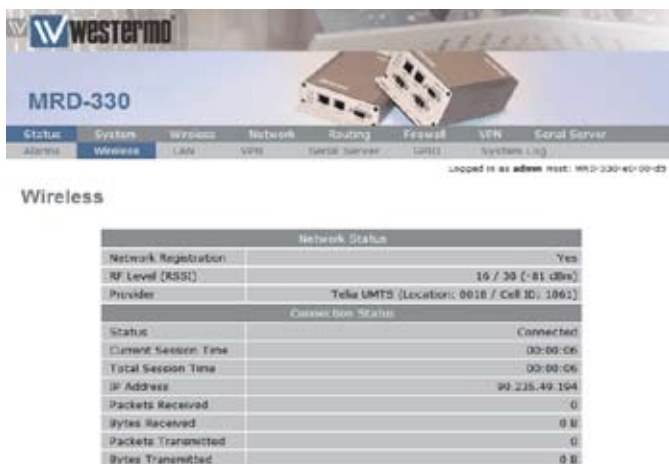 westermo
MRD-330
Status System Wireless Network Routing Firewall VPN Serial Server
Alarms Wireless LAN VPN Serial Server GPIO System Log
Logged in as admin Host: MRD-330-e0-00-d5
Wireless
Network Status
Network Registration Yes
RF Level (RSSI) 16 / 30 (-81 dBm)
Provider Telia UMTS (Location: 0018 / Cell ID: 1061)
Connection Status
Status Connected
Current Session Time 00:00:06
Total Session Time 00:00:06
IP Address 90.235.49.194
Packets Received 0
Bytes Received 0 B
Packets Transmitted 0
Bytes Transmitted 0 B